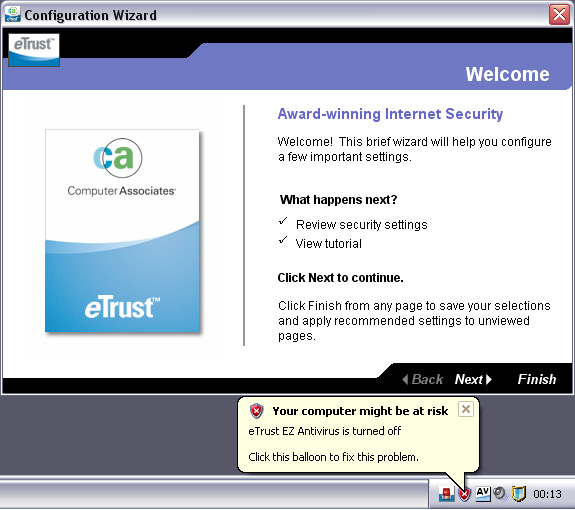 Configuration Wizard
eTrust™
Welcome
Award-winning Internet Security
Welcome! This brief wizard will help you configure
a few important settings.
ca
Computer Associates®
eTrust™
What happens next?
Review security settings
View tutorial
Click Next to continue.
Click Finish from any page to save your selections
and apply recommended settings to unviewed
pages.
Back Next Finish
Your computer might be at risk
eTrust EZ Antivirus is turned off
Click this balloon to fix this problem.
AV 00:13